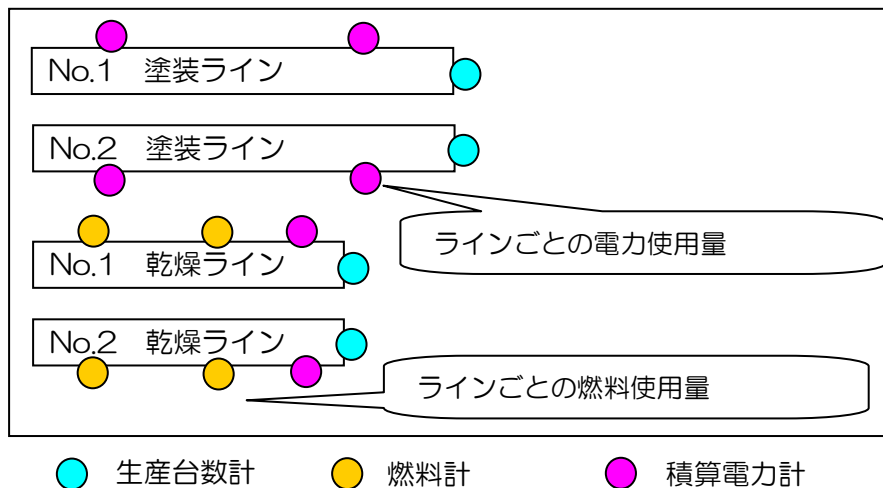 No.1 塗装ライン
No.2 塗装ライン
ラインごとの電力使用量
No.1 乾燥ライン
No.2 乾燥ライン
ラインごとの燃料使用量
生産台数計 燃料計 積算電力計